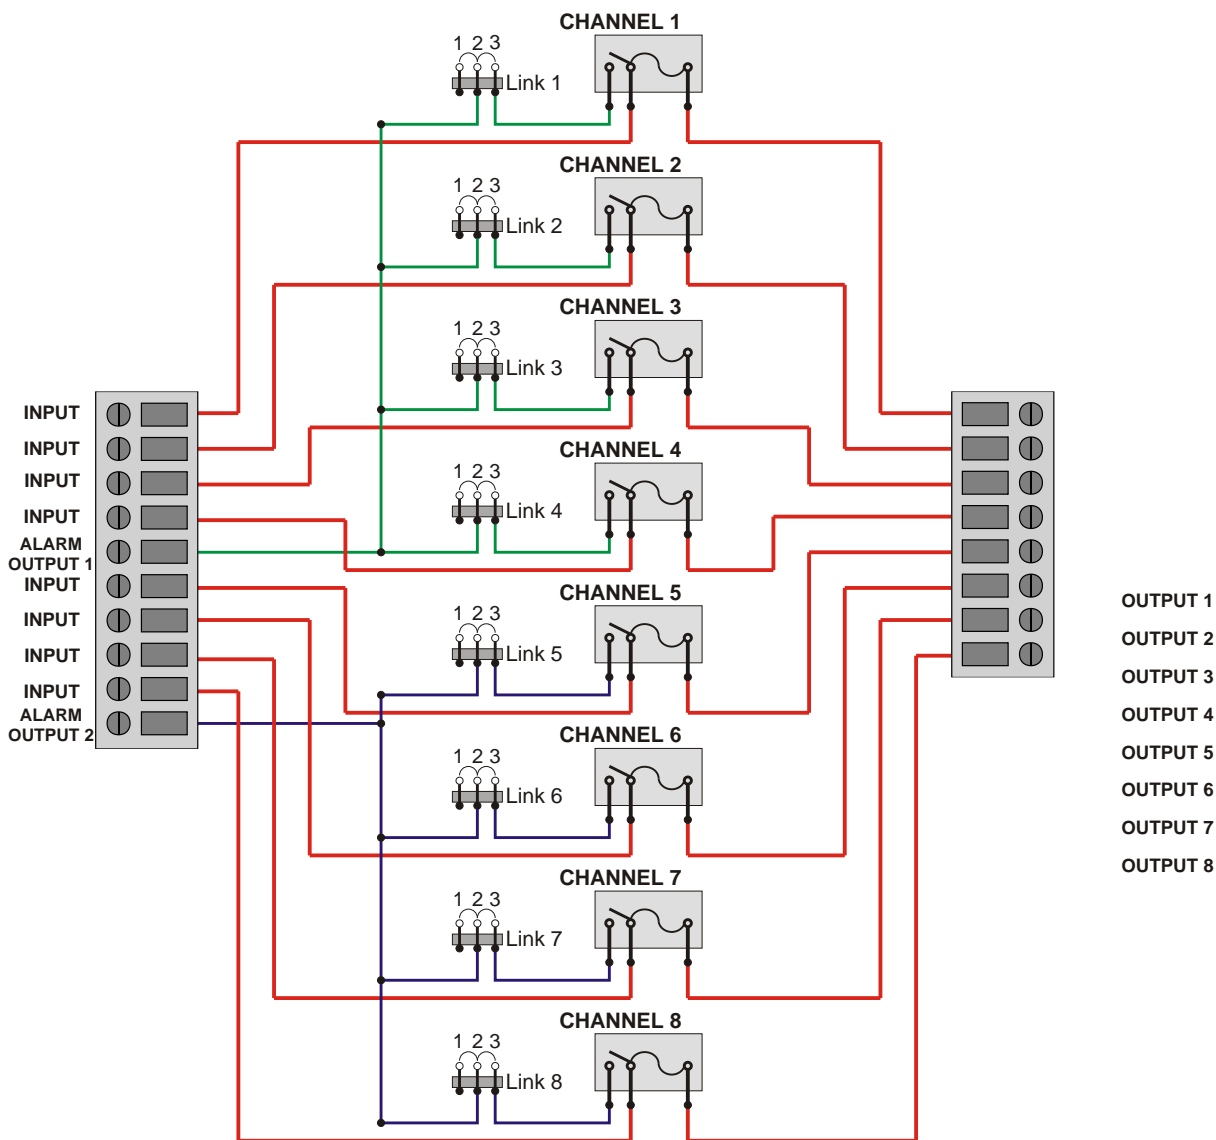 CHANNEL 1
1 2 3
Link 1
CHANNEL 2
1 2 3
Link 2
CHANNEL 3
1 2 3
Link 3
CHANNEL 4
1 2 3
Link 4
CHANNEL 5
1 2 3
Link 5
CHANNEL 6
1 2 3
Link 6
CHANNEL 7
1 2 3
Link 7
CHANNEL 8
1 2 3
Link 8
INPUT
INPUT
INPUT
INPUT
ALARM
OUTPUT 1
INPUT
INPUT
INPUT
INPUT
ALARM
OUTPUT 2
OUTPUT 1
OUTPUT 2
OUTPUT 3
OUTPUT 4
OUTPUT 5
OUTPUT 6
OUTPUT 7
OUTPUT 8